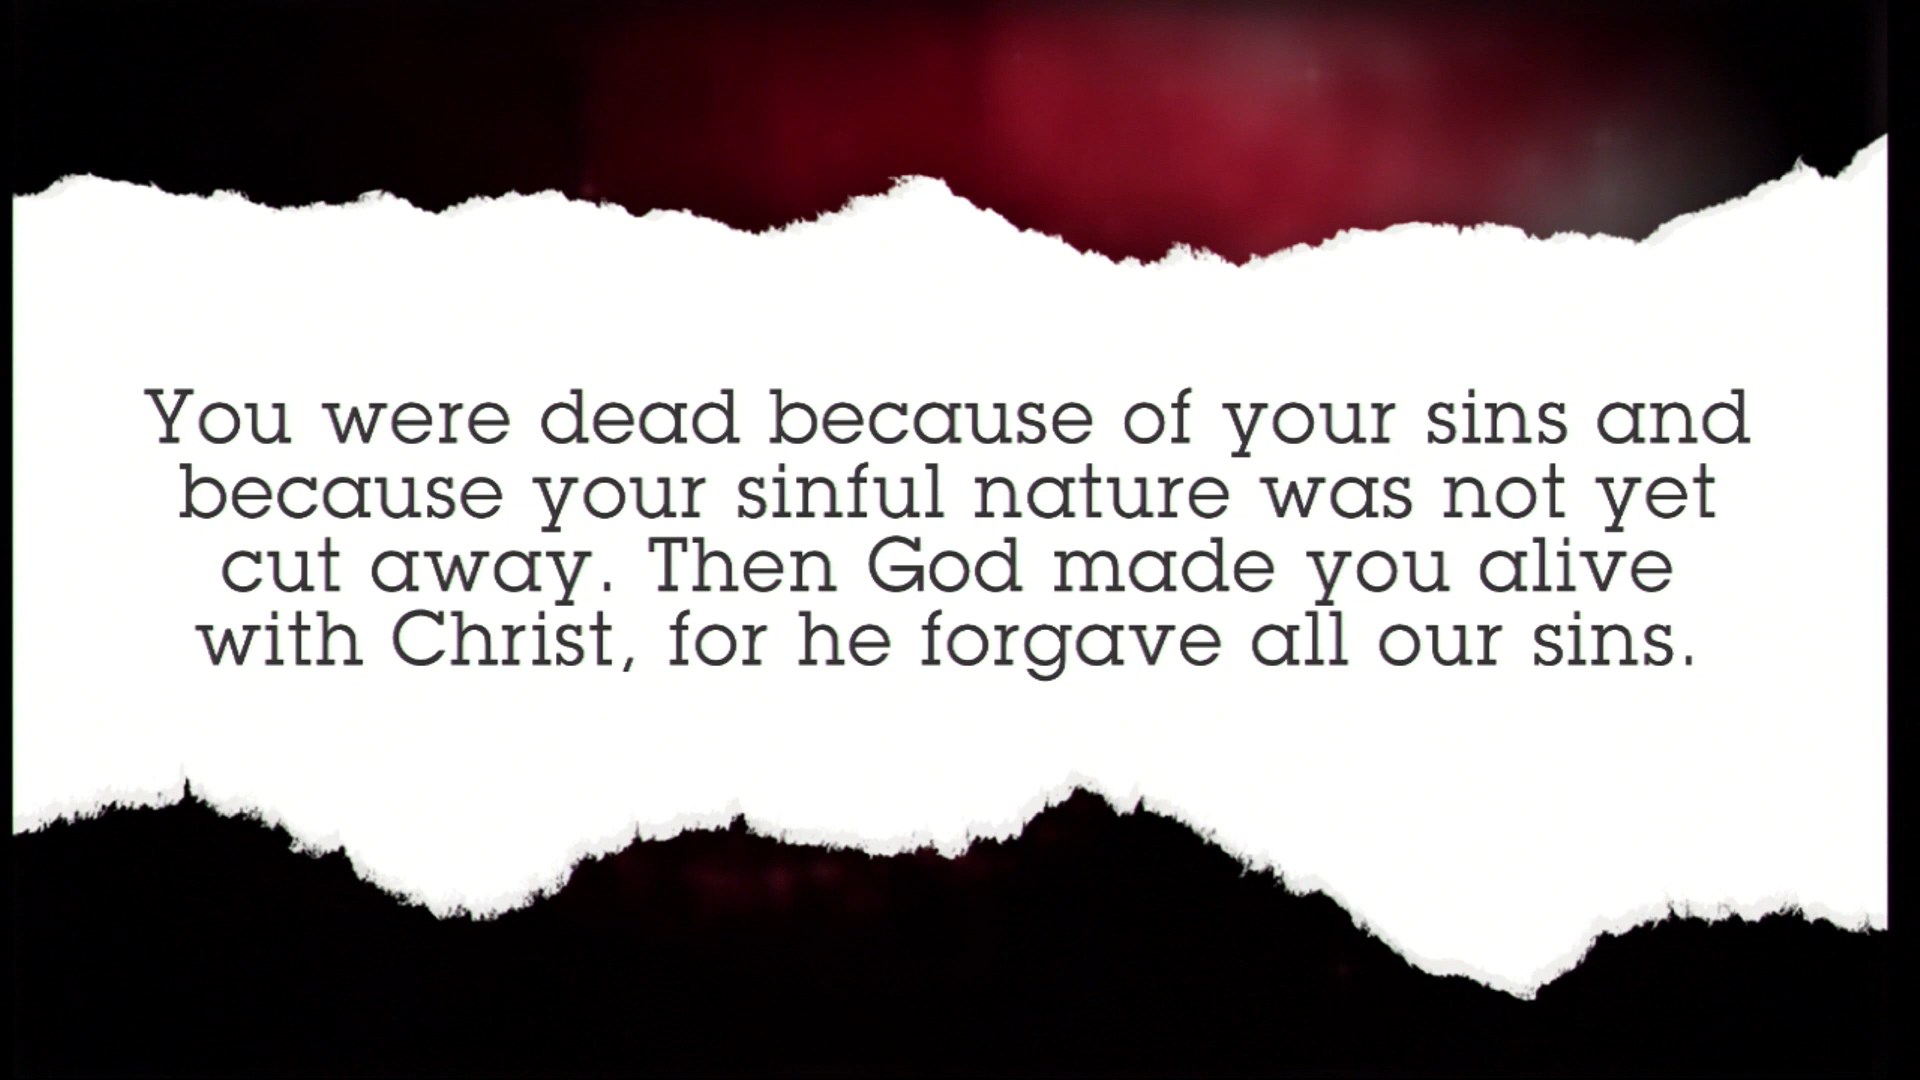 You were dead because of your sins and
because your sinful nature was not yet
cut away. Then God made you alive
with Christ, for he forgave all our sins.